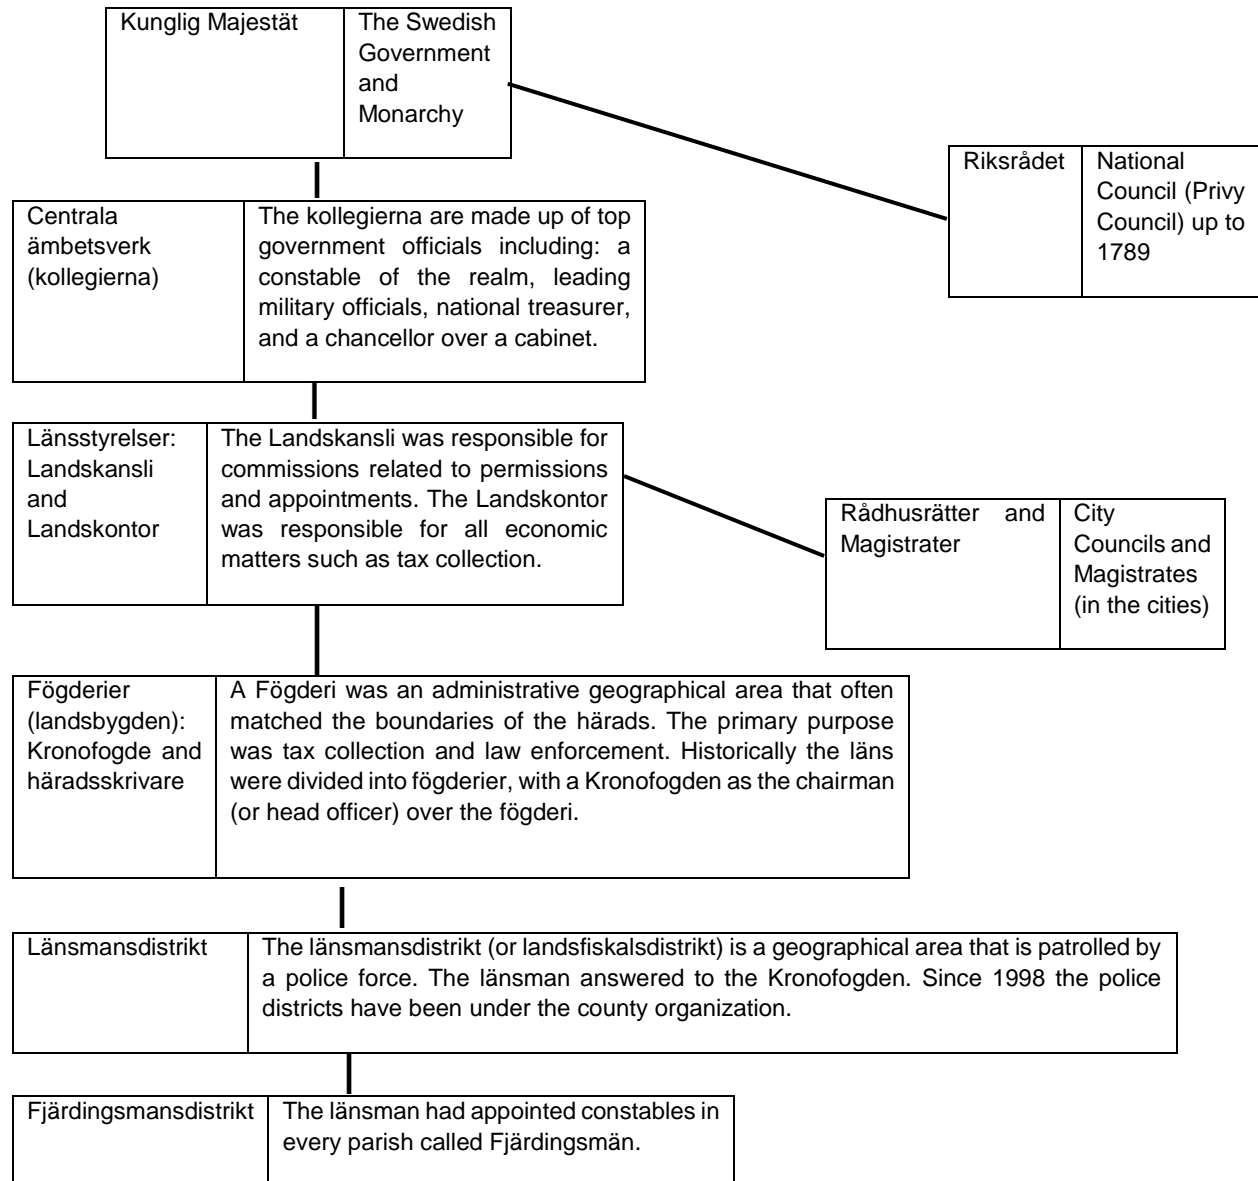 Kunglig Majestät
The Swedish
Government
and
Monarchy
Riksrådet
National
Council (Privy
Council) up to
1789
Centrala
ämbetsverk
(kollegierna)
The kollegierna are made up of top
government officials including: a
constable of the realm, leading
military officials, national treasurer,
and a chancellor over a cabinet.
Länsstyrelser:
Landskansli
and
Landskontor
The Landskansli was responsible for
commissions related to permissions
and appointments. The Landskontor
was responsible for all economic
matters such as tax collection.
Rådhusrätter and
Magistrater
City
Councils and
Magistrates
(in the cities)
Fögderier
(landsbygden):
Kronofogde and
häradsskrivare
A Fögderi was an administrative geographical area that often
matched the boundaries of the härads. The primary purpose
was tax collection and law enforcement. Historically the läns
were divided into fögderier, with a Kronofogden as the chairman
(or head officer) over the fögderi.
Länsmansdistrikt
The länsmansdistrikt (or landsfiskalsdistrikt) is a geographical area that is patrolled by
a police force. The länsman answered to the Kronofogden. Since 1998 the police
districts have been under the county organization.
Fjärdingsmansdistrikt
The länsman had appointed constables in
every parish called Fjärdingsmän.